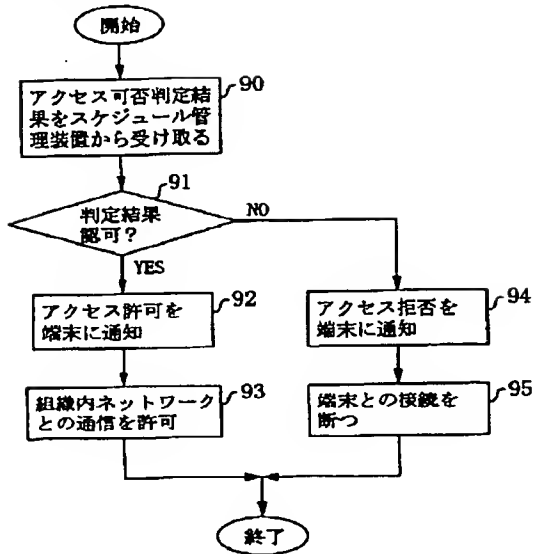 開始
90
アクセス可否判定結
果をスケジュール管
理装置から受け取る
91
判定結果
認可?
NO
YES
アクセス許可を
端末に通知
92
アクセス拒否を
端末に通知
94
組織内ネットワーク
との通信を許可
93
端末との接続を
断つ
95
終了